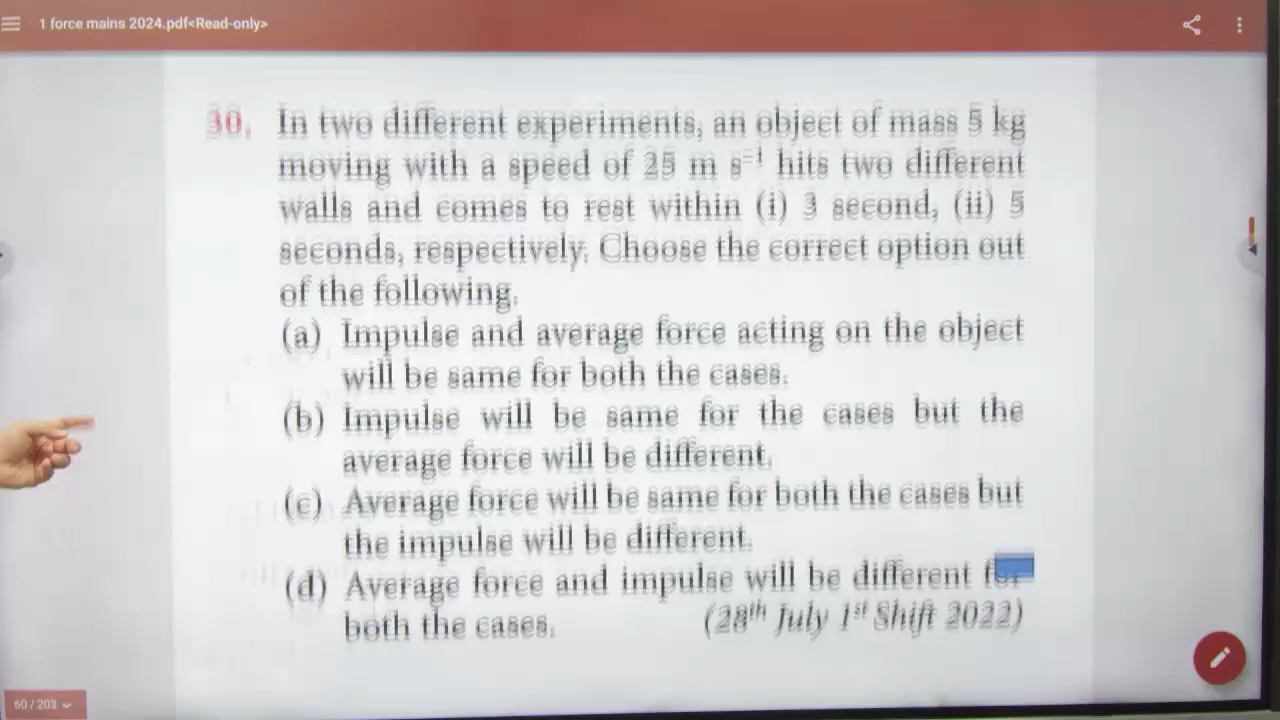 1 force mains 2024.pdf<Read-only>
30. In two different experiments, an object of mass 5 kg
moving with a speed of 25 m s⁻¹ hits two different
walls and comes to rest within (i) 3 second, (ii) 5
seconds, respectively. Choose the correct option out
of the following.
(a) Impulse and average force acting on the object
will be same for both the cases.
(b) Impulse will be same for the cases but the
average force will be different.
(c) Average force will be same for both the cases but
the impulse will be different.
(d) Average force and impulse will be different for
both the cases. (28th July 1st Shift 2022)
60 / 203